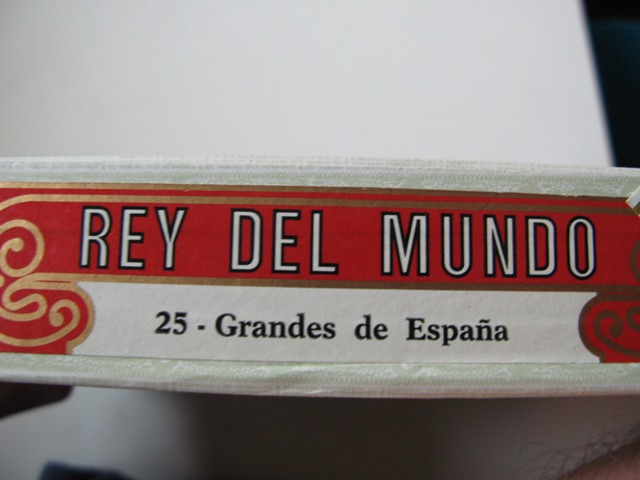 REY DEL MUNDO
25 - Grandes de España